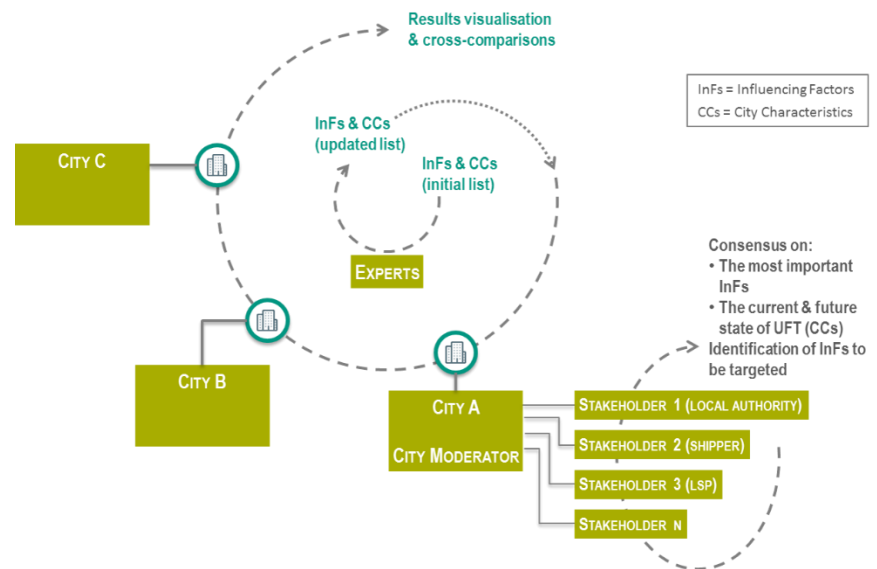 Results visualisation
& cross-comparisons
InFs = Influencing Factors
CCs = City Characteristics
InFs & CCs
(updated list)
InFs & CCs
(initial list)
CITY C
EXPERTS
Consensus on:
• The most important
InFs
• The current & future
state of UFT (CCs)
Identification of InFs to
be targeted
CITY B
CITY A
CITY MODERATOR
STAKEHOLDER 1 (LOCAL AUTHORITY)
STAKEHOLDER 2 (SHIPPER)
STAKEHOLDER 3 (LSP)
STAKEHOLDER N